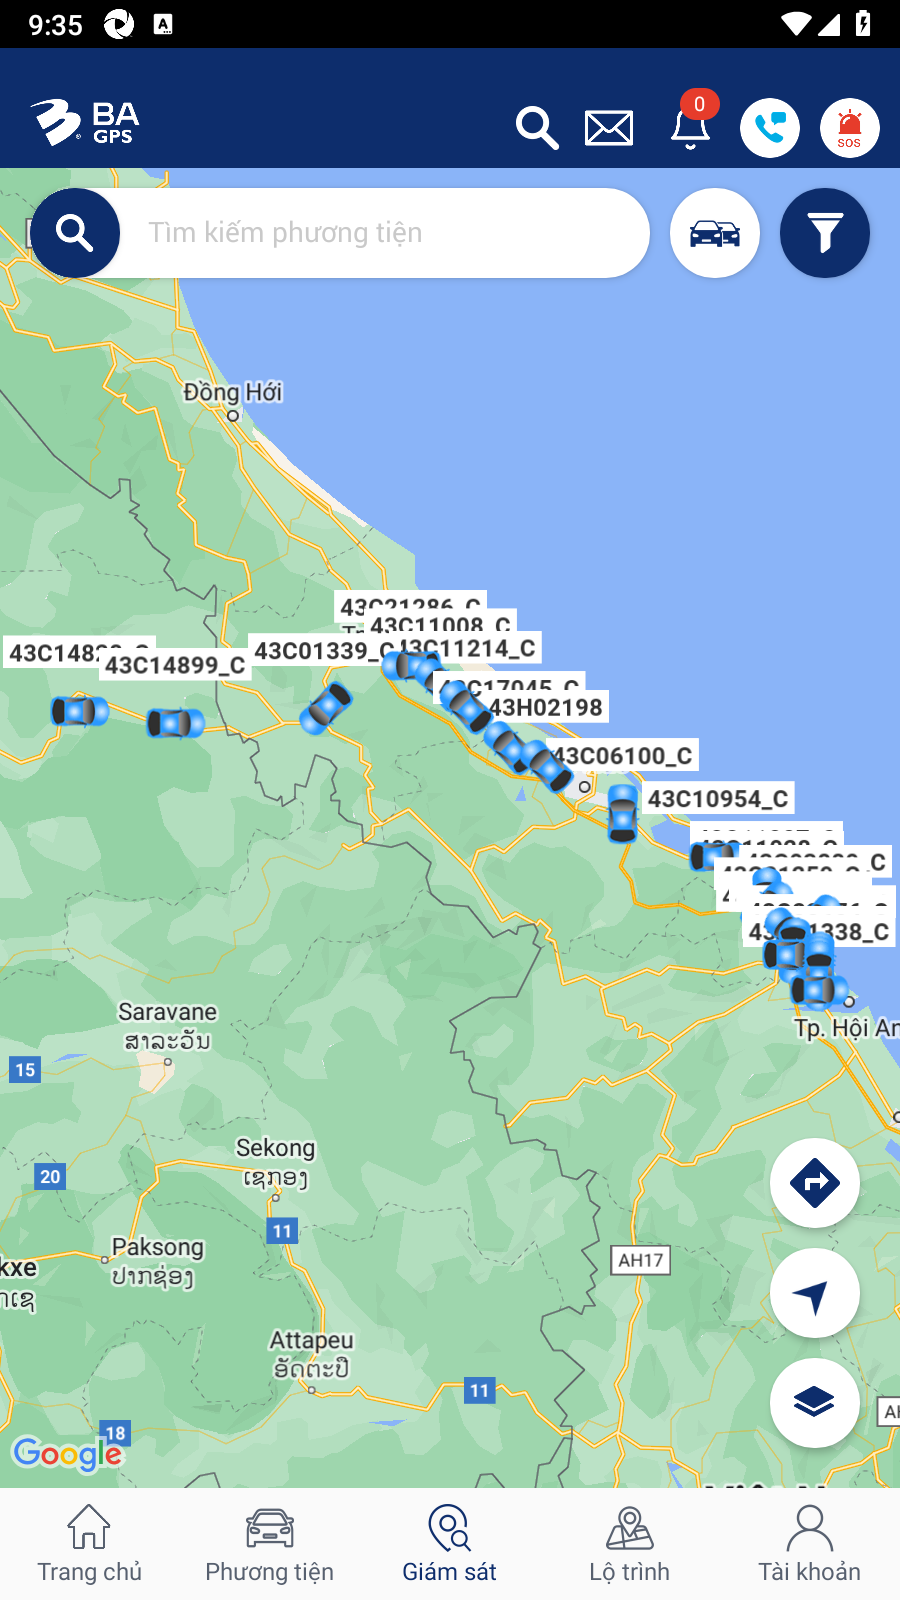 9:35
A
BA
GPS
0
SOS
Tìm kiếm phương tiện
Đồng Hới
43C21286_C
43C11008_C
43C11214_C
43C01339_C
43C14899_C
43C17045_C
43H02198
43C06100_C
43C10954_C
Saravane
ສາລະວັນ
15
Sekong
ເຊກອງ
20
11
Paksong
ປາກຊ່ອງ
AH17
Attapeu
ອັດຕະປື
11
18
Tp. Hội An
Google
Trang chủ
Phương tiện
Giám sát
Lộ trình
Tài khoản